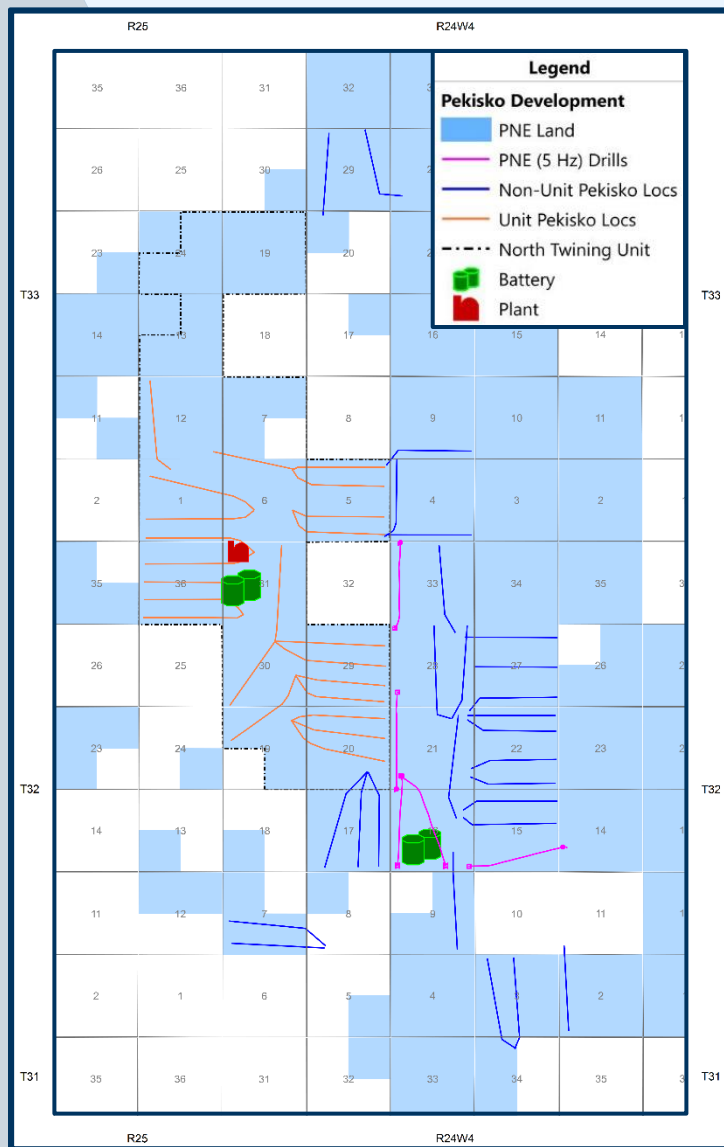 R25 R24W4
Legend
Pekisko Development
PNE Land
PNE (5 Hz) Drills
Non-Unit Pekisko Locs
Unit Pekisko Locs
North Twining Unit
Battery
Plant
35 36 31 32
26 25 30 29
23 24 19 20
T33 T33
14 13 18 17 16 15 14
11 12 7 8 9 10 11
2 1 6 5 4 3 2
35 36 31 32 33 34 35
26 25 30 29 28 27 26
23 24 19 20 21 22 23
T32 T32
14 13 18 17 15 14
11 12 7 8 9 10 11
2 1 6 5 4 3 2
T31 T31
35 36 31 32 33 34 35
R25 R24W4